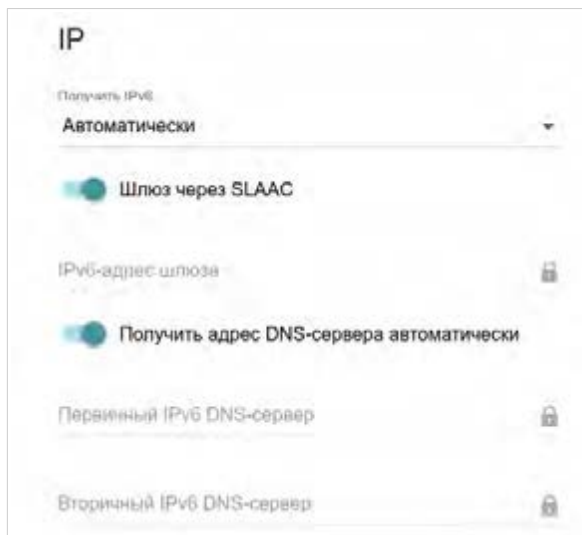 IP
Получить IPv6
Автоматически
Шлюз через SLAAC
IPv6-адрес шлюза
Получить адрес DNS-сервера автоматически
Первичный IPv6 DNS-сервер
Вторичный IPv6 DNS-сервер